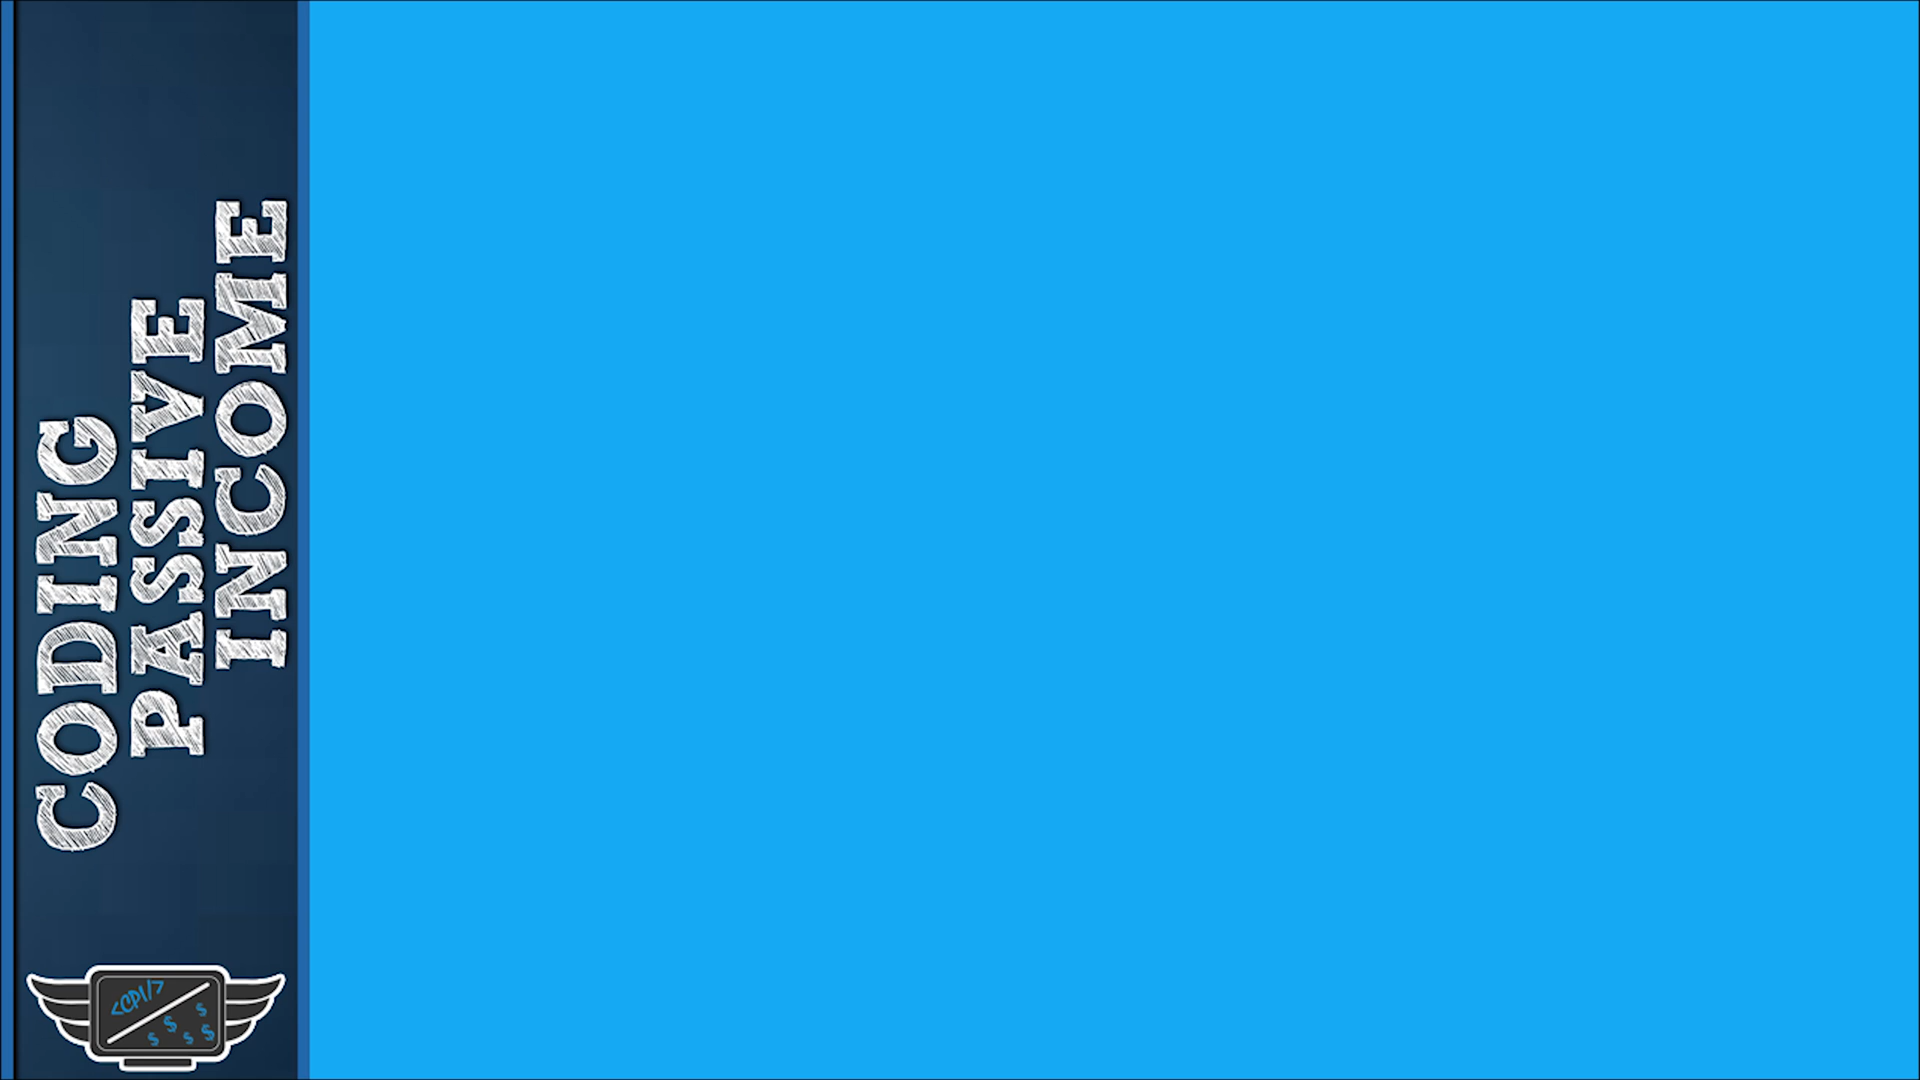 CODING
PASSIVE
INCOME
<CPI/>
$ $ $ $ $